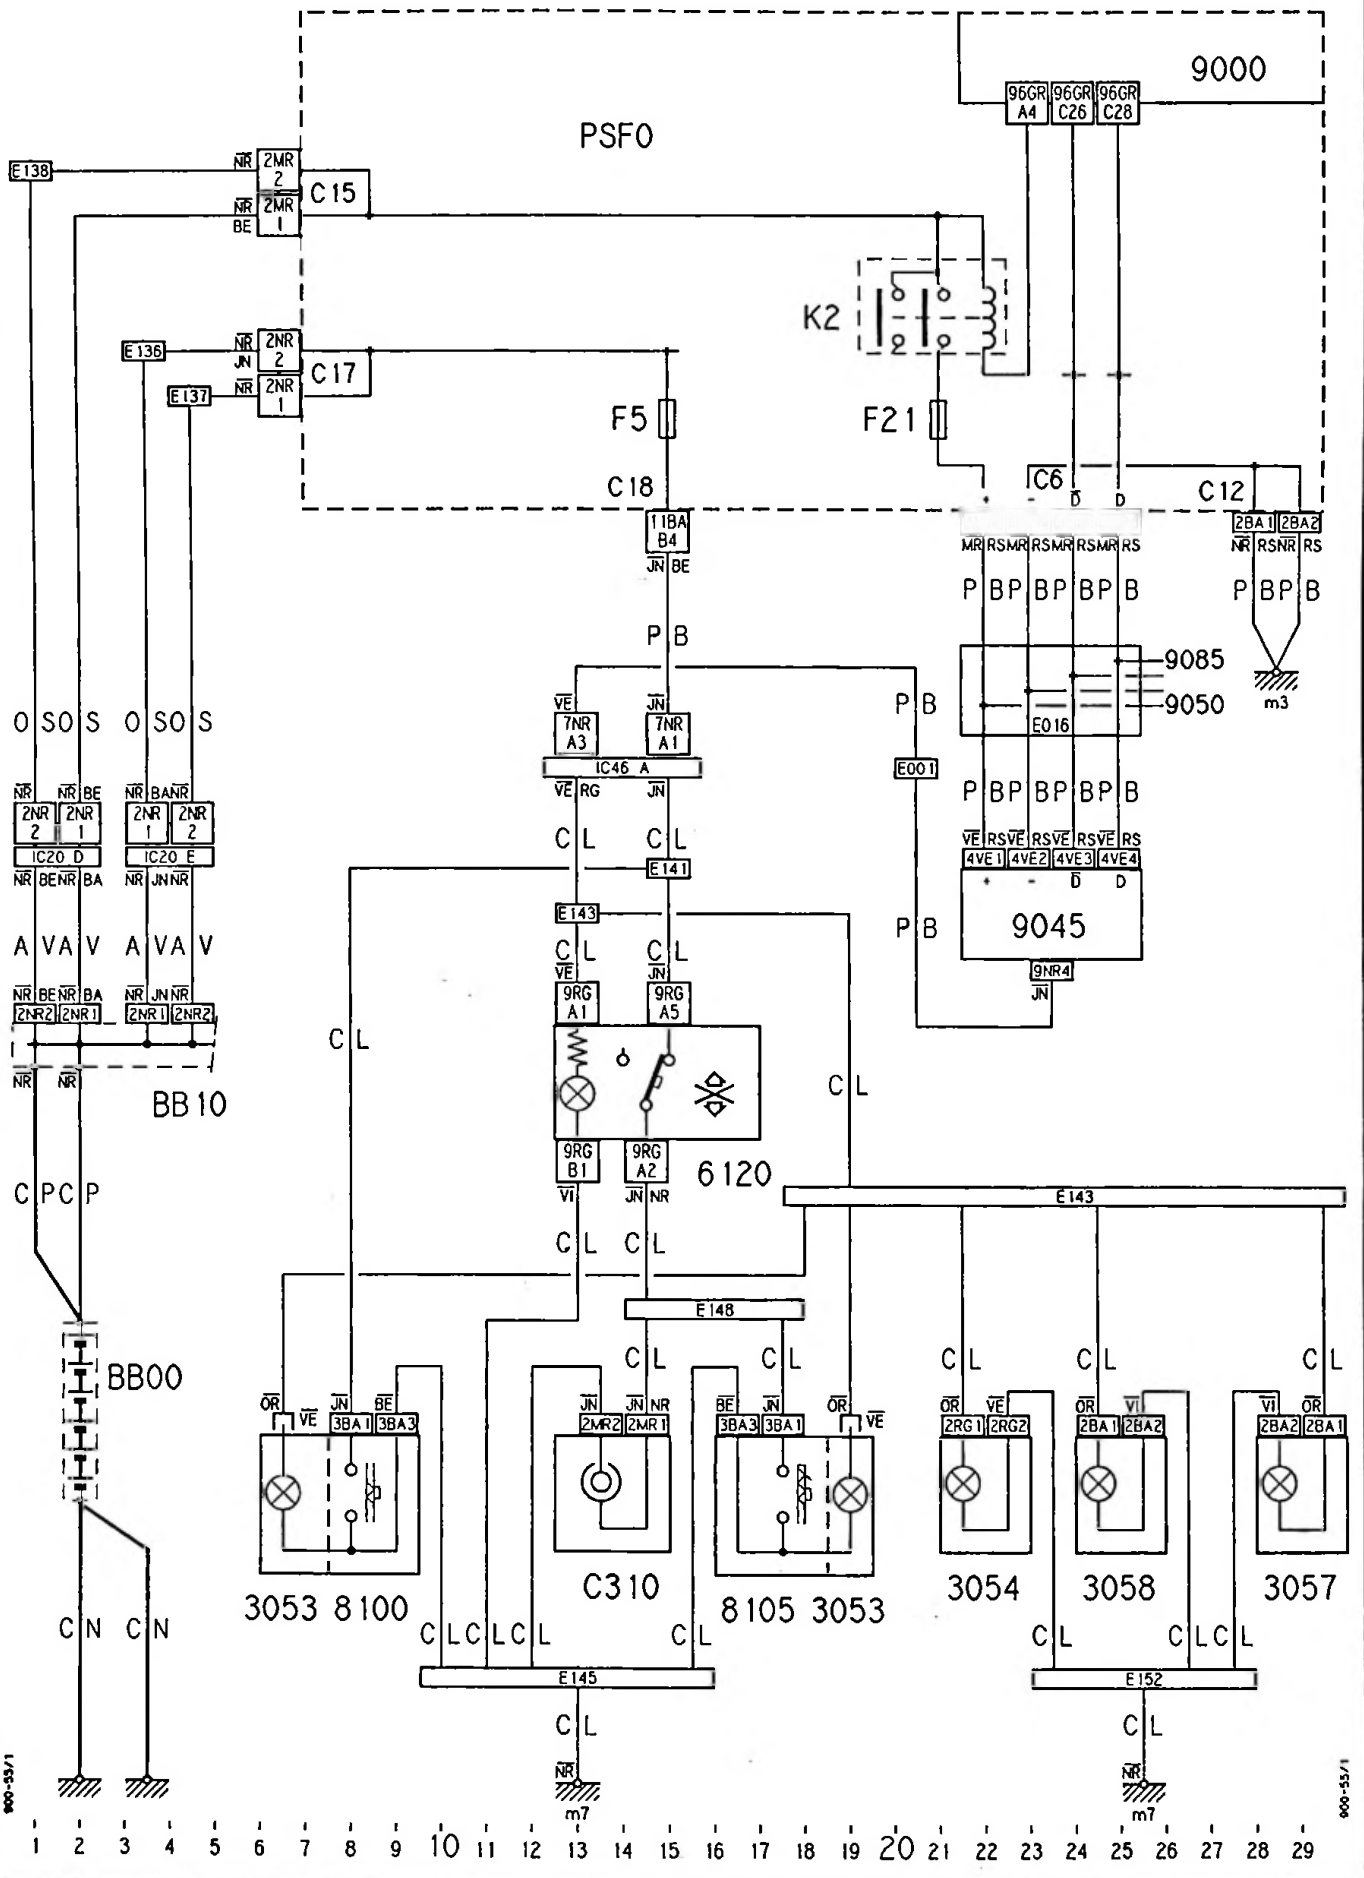 9000
96GR 96GR 96GR
A4 C26 C28
PSF0
E138
NR 2MR
2
C15
NR 2MR
BE 1
K2
E136
NR 2NR
JN 2
C17
E137
NR 2NR
1
F5
F21
C18
C6
C12
+ - D D
11BA
B4
2BA1 2BA2
JN BE
MR RS MR RS MR RS MR RS
NR RS NR RS
P B P B P B P B
P B P B
P B
9085
9050
E016
m3
VE JN
7NR 7NR
A3 A1
P B
O S O S O S O S
IC46 A
E001
VE RG JN
NR NR BE NR BA NR
2NR 2NR 2NR 2NR
2 1 1 2
P B P B P B P B
C L C L
VE RS VE RS VE RS VE RS
IC20 D IC20 E
4VE1 4VE2 4VE3 4VE4
E141
NR BE NR BA NR JN NR
+ - D D
E143
9045
P B
A V A V A V A V
C L C L
VE JN
9NR4
JN
NR BE NR BA NR JN NR
2NR2 2NR1 2NR1 2NR2
9RG 9RG
A1 A5
C L
NR NR
BB10
C L
9RG 9RG
B1 A2
6120
VI JN NR
C P C P
E143
C L C L
E148
BB00
C L C L C L C L C L
OR VE JN BE
JN JN NR
BE JN OR VE
OR VE OR VI VI OR
3BA1 3BA3
2MR2 2MR1
3BA3 3BA1
2RG1 2RG2 2BA1 2BA2 2BA2 2BA1
3053 8100
C310
8105 3053
3054 3058 3057
C N C N
C L C L C L C L
C L C L C L
E145
E152
C L
C L
NR
m7
NR
m7
900-55/1
900-55/1
1 2 3 4 5 6 7 8 9 10 11 12 13 14 15 16 17 18 19 20 21 22 23 24 25 26 27 28 29